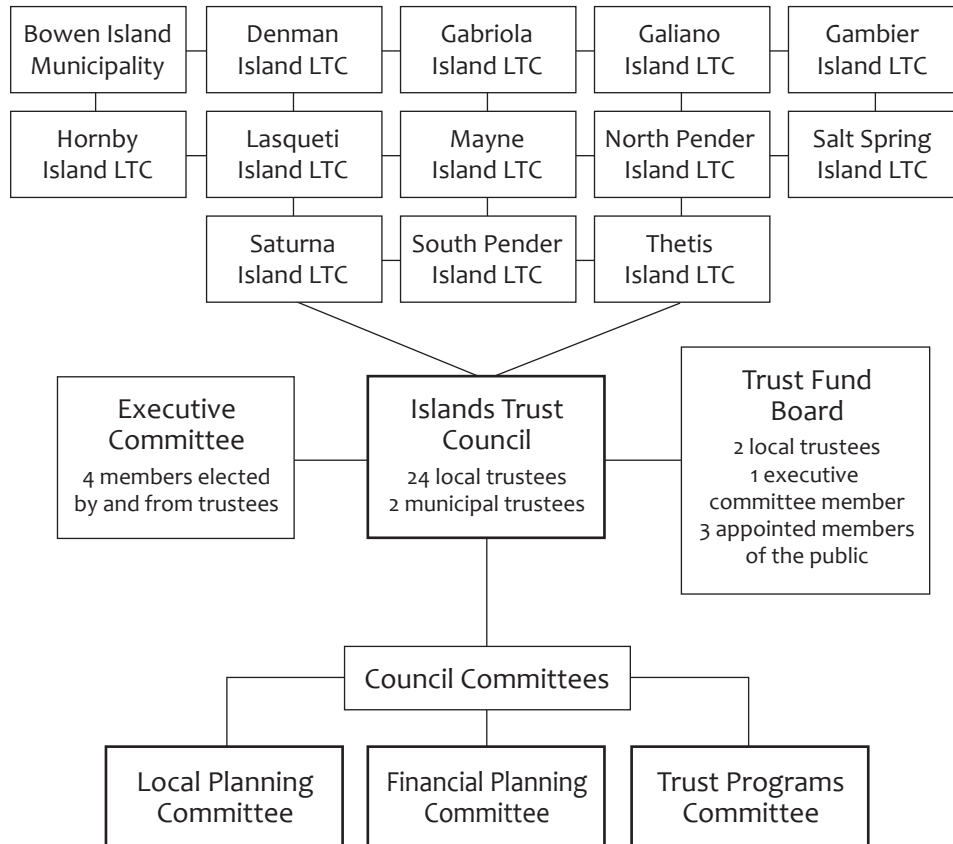 Bowen Island
Municipality
Denman
Island LTC
Gabriola
Island LTC
Galiano
Island LTC
Gambier
Island LTC
Hornby
Island LTC
Lasqueti
Island LTC
Mayne
Island LTC
North Pender
Island LTC
Salt Spring
Island LTC
Saturna
Island LTC
South Pender
Island LTC
Thetis
Island LTC
Executive
Committee
4 members elected
by and from trustees
Islands Trust
Council
24 local trustees
2 municipal trustees
Trust Fund
Board
2 local trustees
1 executive
committee member
3 appointed members
of the public
Council Committees
Local Planning
Committee
Financial Planning
Committee
Trust Programs
Committee